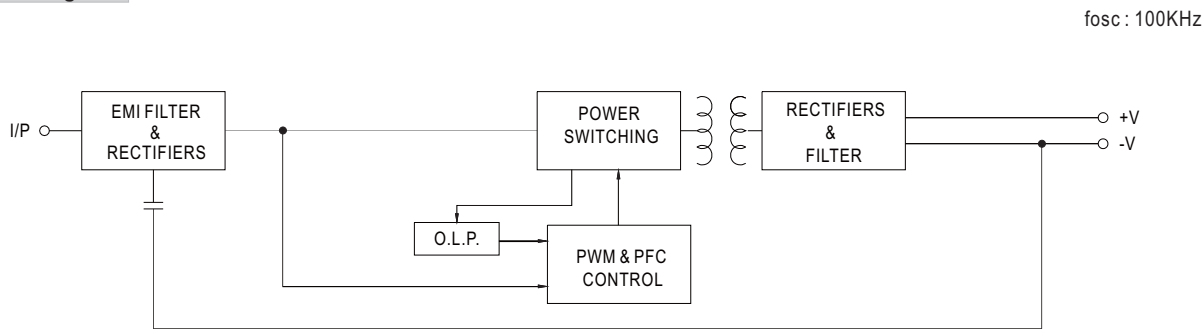 fosc : 100KHz
I/P
EMI FILTER
&
RECTIFIERS
POWER
SWITCHING
RECTIFIERS
&
FILTER
+V
-V
O.L.P.
PWM & PFC
CONTROL